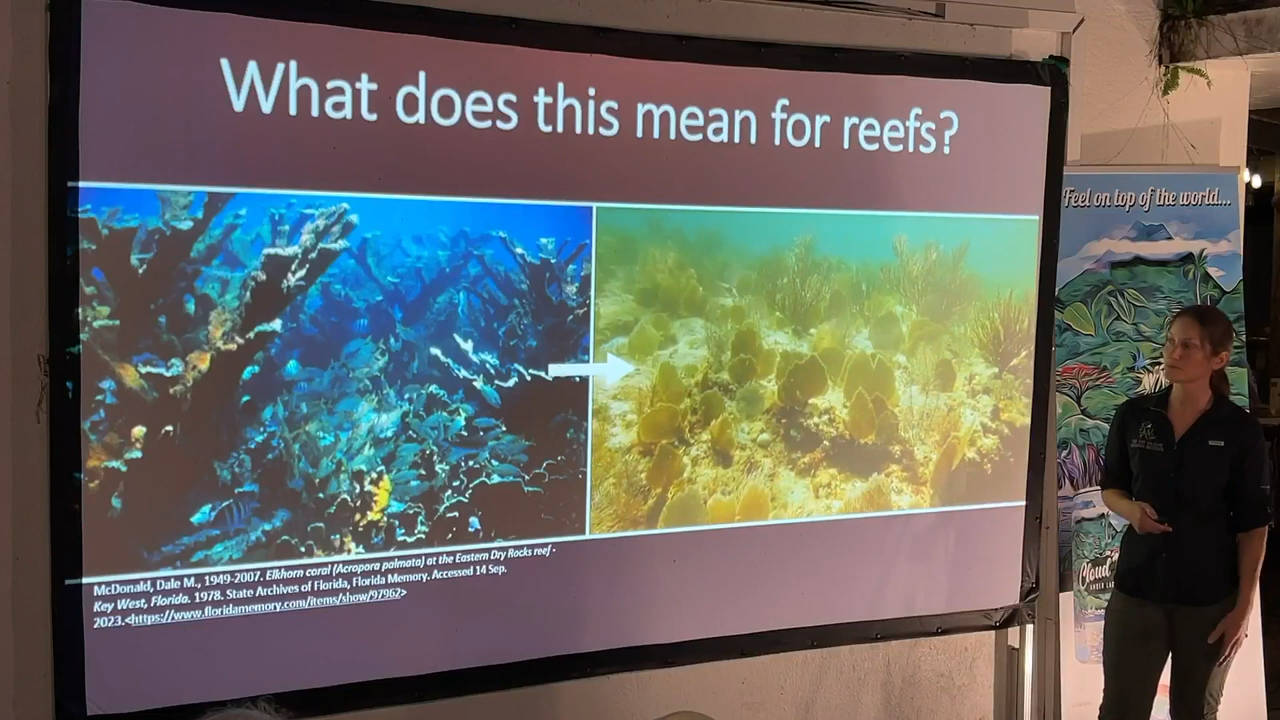 What does this mean for reefs?
McDonald, Dale M., 1949-2007. Elkhorn coral (Acropora palmata) at the Eastern Dry Rocks reef -
Key West, Florida. 1978. State Archives of Florida, Florida Memory. Accessed 14 Sep.
2023.<https://www.floridamemory.com/items/show/97962>
Feel on top of the world...
Cloud